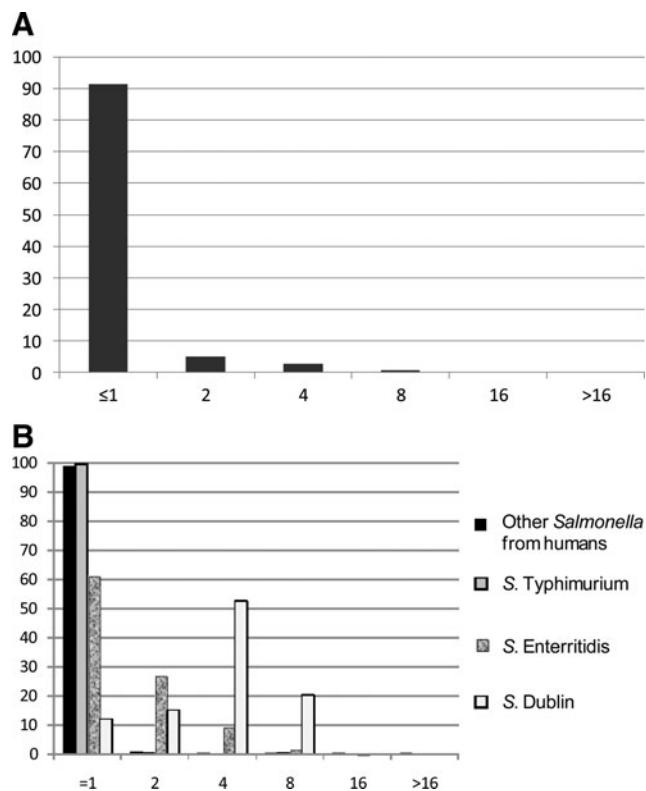 A
100
90
80
70
60
50
40
30
20
10
0
≤1 2 4 8 16 >16
B
100
90
80
70
60
50
40
30
20
10
0
=1 2 4 8 16 >16
Other Salmonella
from humans
S. Typhimurium
S. Enterritidis
S. Dublin